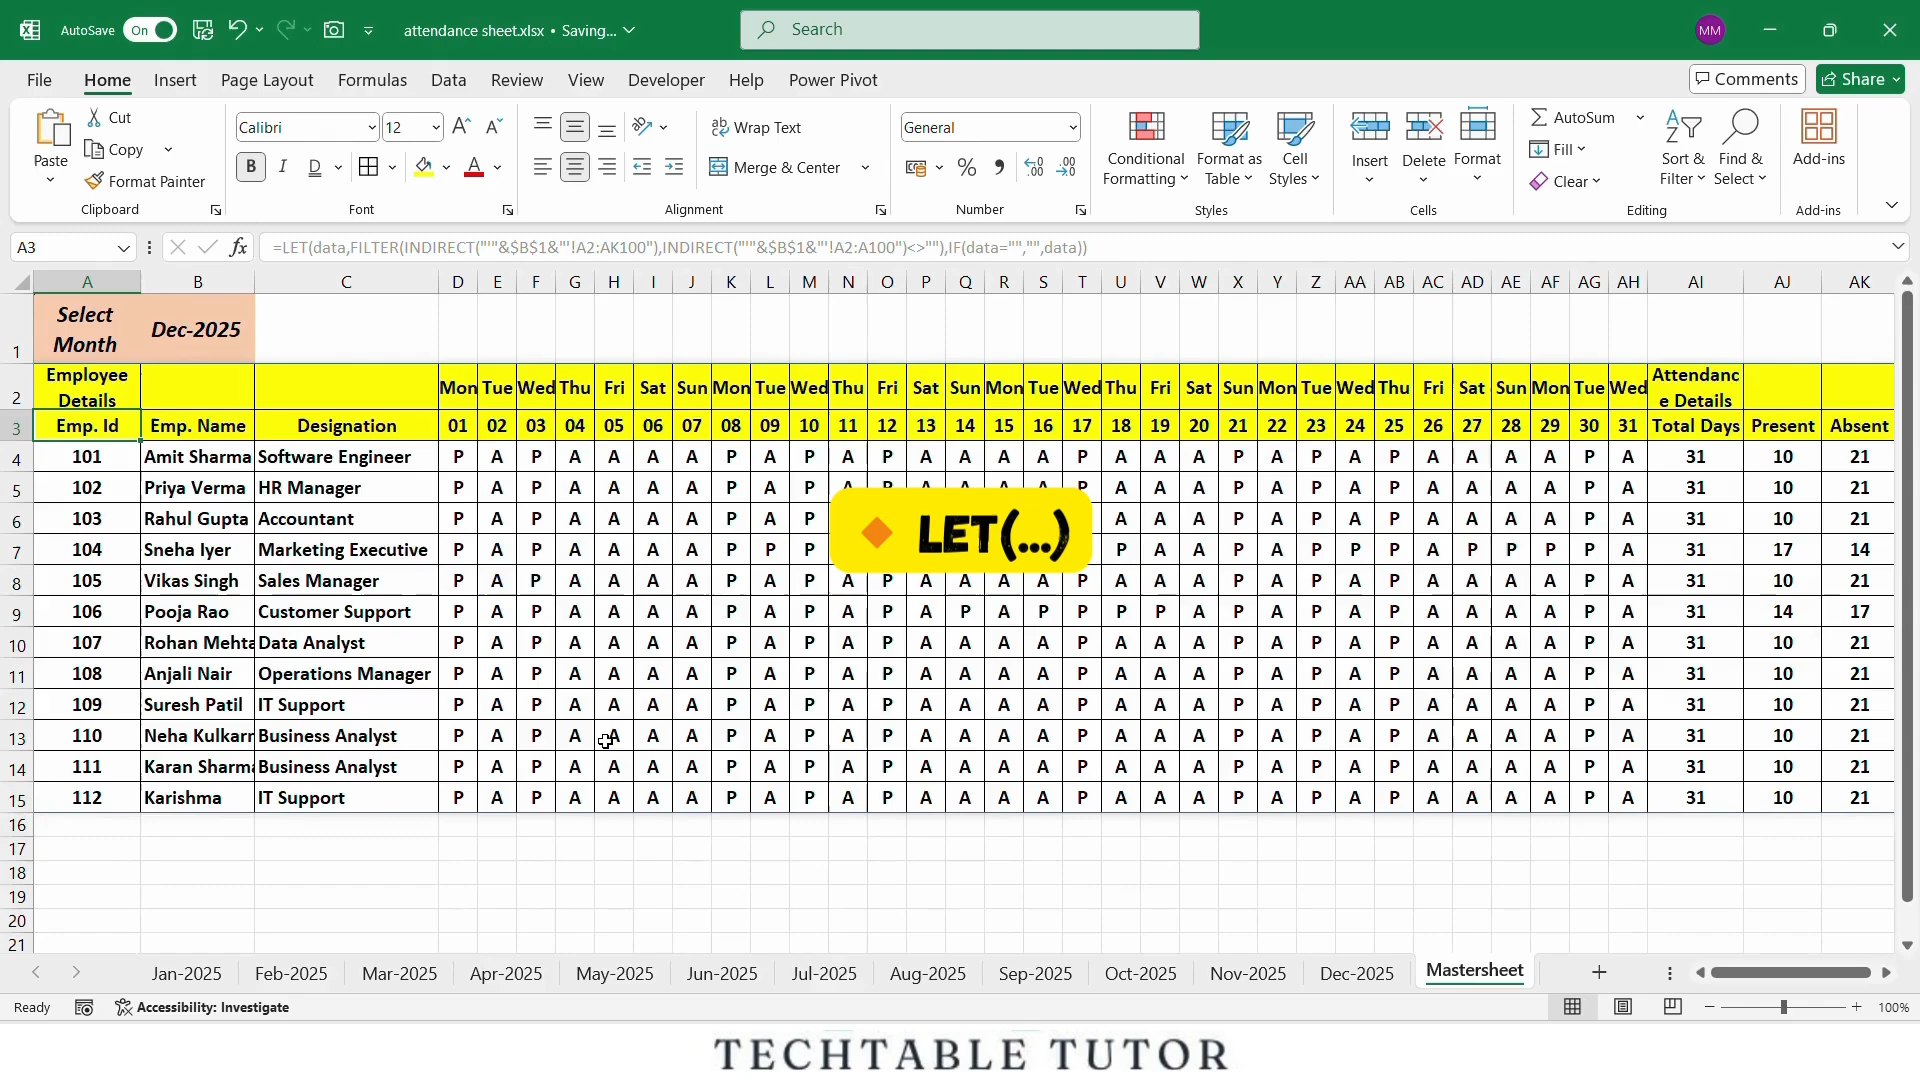 AutoSave On attendance sheet.xlsx • Saving... Search MM
File Home Insert Page Layout Formulas Data Review View Developer Help Power Pivot Comments Share
Paste Cut Copy Format Painter Clipboard
Calibri 12 B I D A Font
ab Wrap Text Merge & Center Alignment
General % Number
Conditional Formatting Format as Table Cell Styles Styles
Insert Delete Format Cells
AutoSum Fill Clear Sort & Filter Find & Select Editing
Add-ins Add-ins
A3 fx =LET(data,FILTER(INDIRECT("'"&$B$1&"'!A2:AK100"),INDIRECT("'"&$B$1&"'!A2:A100")<>""),IF(data="","",data))
A B C D E F G H I J K L M N O P Q R S T U V W X Y Z AA AB AC AD AE AF AG AH AI AJ AK
1 Select Month Dec-2025
2 Employee Details Mon Tue Wed Thu Fri Sat Sun Mon Tue Wed Thu Fri Sat Sun Mon Tue Wed Thu Fri Sat Sun Mon Tue Wed Thu Fri Sat Sun Mon Tue Wed Attendance Details
3 Emp. Id Emp. Name Designation 01 02 03 04 05 06 07 08 09 10 11 12 13 14 15 16 17 18 19 20 21 22 23 24 25 26 27 28 29 30 31 Total Days Present Absent
4 101 Amit Sharma Software Engineer P A P A A A A P A P A P A A A A P A A A P A P A P A A A A P A 31 10 21
5 102 Priya Verma HR Manager P A P A A A A P A P A A A P A P A P A A A A P A 31 10 21
6 103 Rahul Gupta Accountant P A P A A A A P A P A A A P A P A P A A A A P A 31 10 21
7 104 Sneha Iyer Marketing Executive P A P A A A A P P P P A A P A P P P A P P P P A 31 17 14
8 105 Vikas Singh Sales Manager P A P A A A A P A P A P A A A A P A A A P A P A P A A A A P A 31 10 21
9 106 Pooja Rao Customer Support P A P A A A A P A P A P A P A P P P P A P A P A P A A A A P A 31 14 17
10 107 Rohan Mehta Data Analyst P A P A A A A P A P A P A A A A P A A A P A P A P A A A A P A 31 10 21
11 108 Anjali Nair Operations Manager P A P A A A A P A P A P A A A A P A A A P A P A P A A A A P A 31 10 21
12 109 Suresh Patil IT Support P A P A A A A P A P A P A A A A P A A A P A P A P A A A A P A 31 10 21
13 110 Neha Kulkarn Business Analyst P A P A A A A P A P A P A A A A P A A A P A P A P A A A A P A 31 10 21
14 111 Karan Sharma Business Analyst P A P A A A A P A P A P A A A A P A A A P A P A P A A A A P A 31 10 21
15 112 Karishma IT Support P A P A A A A P A P A P A A A A P A A A P A P A P A A A A P A 31 10 21
16
17
18
19
20
21
LET(...)
Jan-2025 Feb-2025 Mar-2025 Apr-2025 May-2025 Jun-2025 Jul-2025 Aug-2025 Sep-2025 Oct-2025 Nov-2025 Dec-2025 Mastersheet
Ready Accessibility: Investigate 100%
TECHTABLE TUTOR